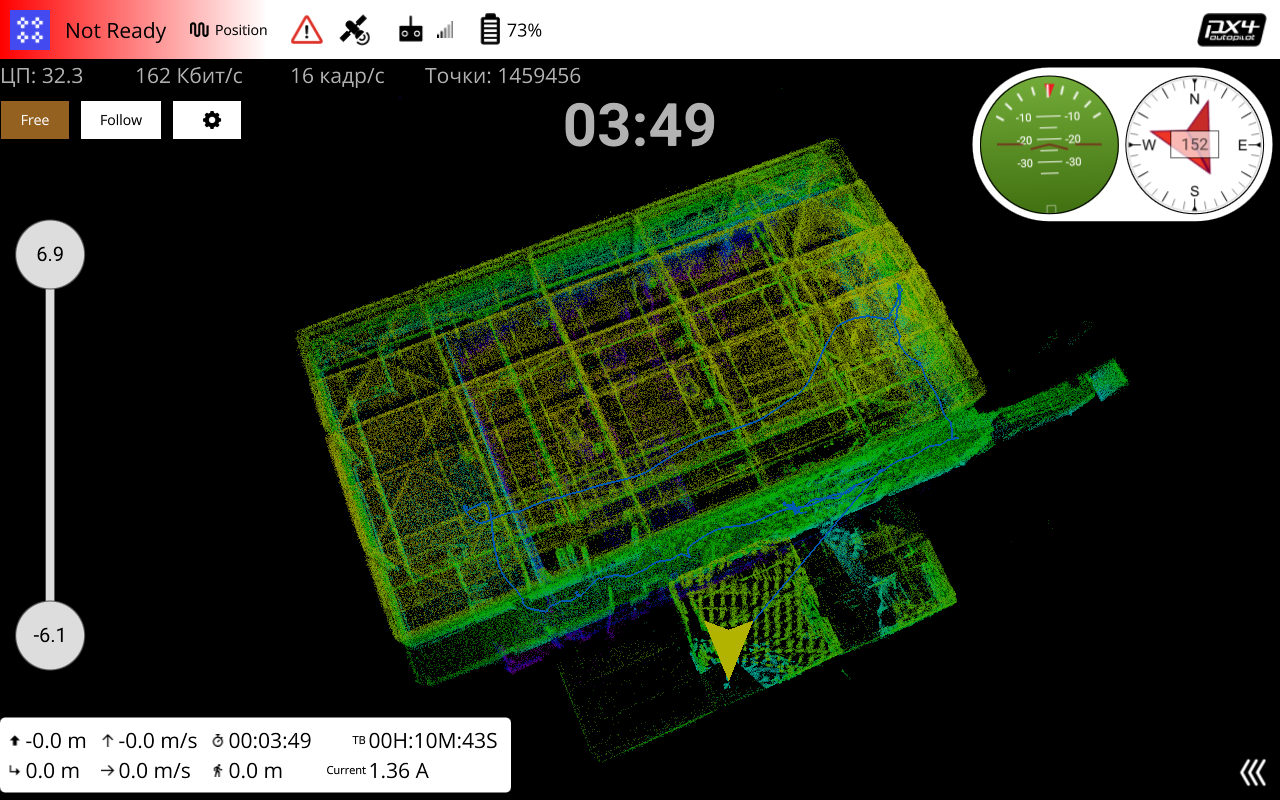 Not Ready
Position
73%
px4
autopilot
ЦП: 32.3
162 Кбит/с
16 кадр/с
Точки: 1459456
Free
Follow
03:49
-10 -10
-20 -20
-30 -30
N
W
152
E
S
6.9
-6.1
-0.0 m
-0.0 m/s
00:03:49
TB 00H:10M:43S
0.0 m
0.0 m/s
0.0 m
Current 1.36 A